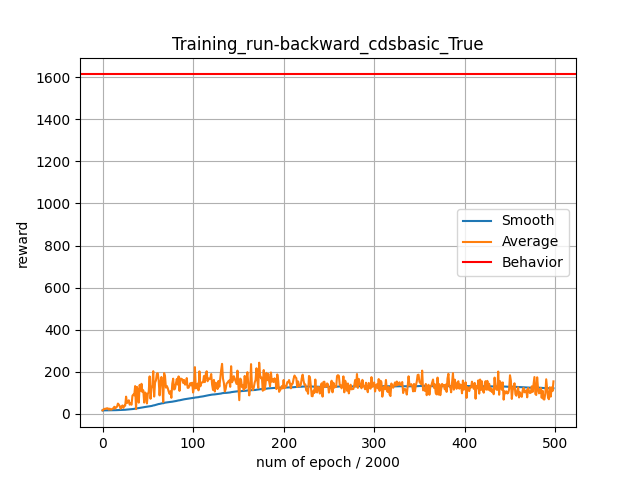 Training_run-backward_cdsbasic_True
reward
1600
1400
1200
1000
800
600
400
200
0
Smooth
Average
Behavior
0 100 200 300 400 500
num of epoch / 2000